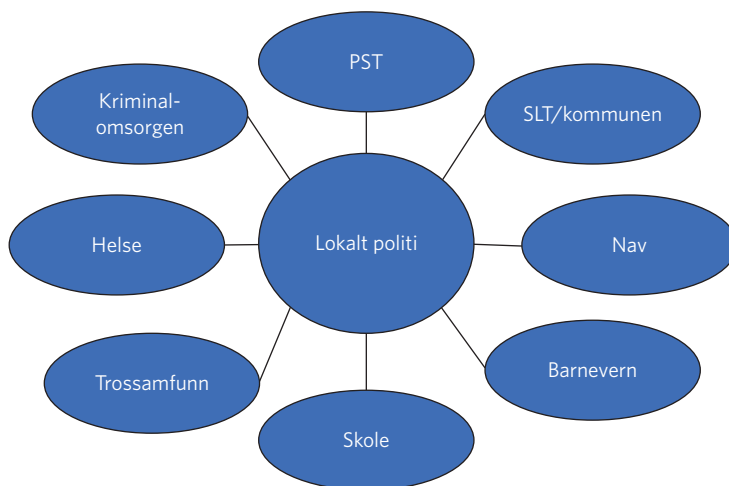 PST
Kriminal-
omsorgen
SLT/kommunen
Helse
Lokalt politi
Nav
Trossamfunn
Barnevern
Skole